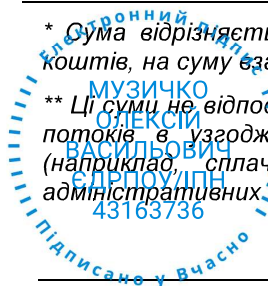 * Сума відрізняєть
коштів, на суму вза
** Ці суми не відпо
потоків в узгодж
(наприклад, сплач
адміністративних
Електронний підпис
МУЗИЧКО
ОЛЕКСІЙ
ВАСИЛЬОВИЧ
ЄДРПОУ/ІПН
43163736
Підписано у Вчасно